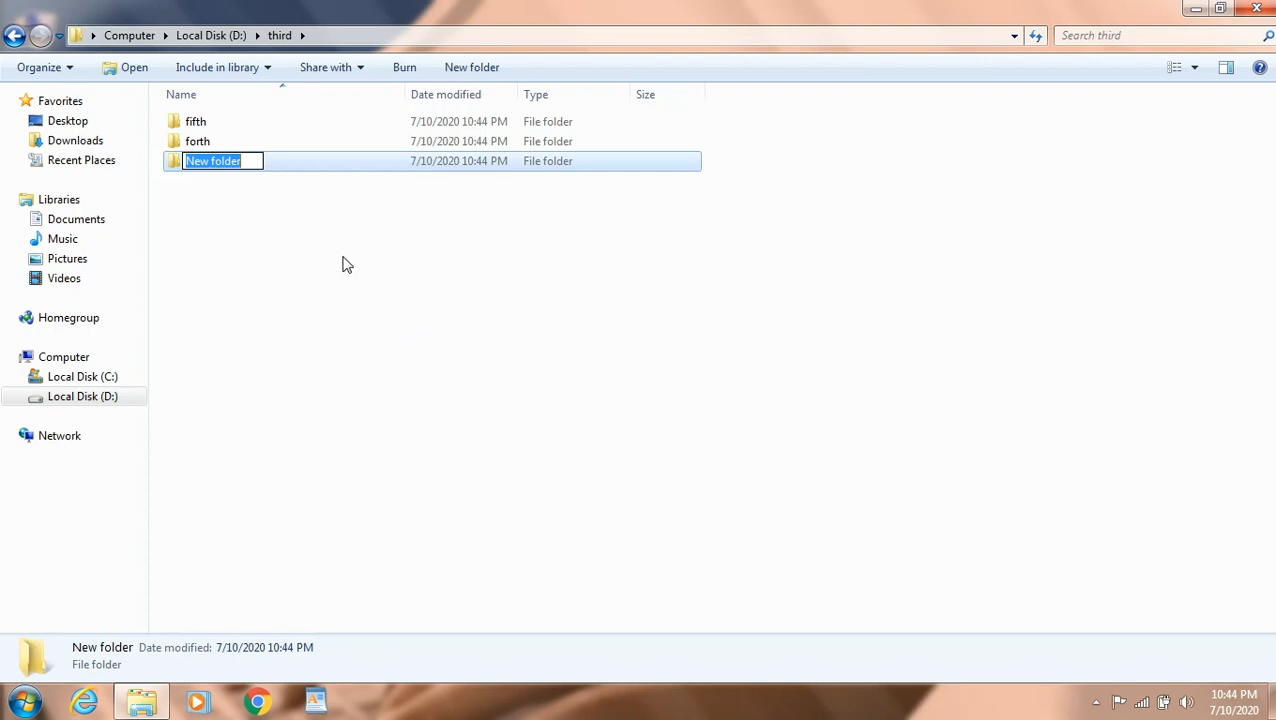 Computer Local Disk (D:) third
Search third
Organize Open Include in library Share with Burn New folder
Name Date modified Type Size
Favorites
Desktop
Downloads
Recent Places
Libraries
Documents
Music
Pictures
Videos
Homegroup
Computer
Local Disk (C:)
Local Disk (D:)
Network
fifth 7/10/2020 10:44 PM File folder
forth 7/10/2020 10:44 PM File folder
New folder 7/10/2020 10:44 PM File folder
New folder Date modified: 7/10/2020 10:44 PM
File folder
10:44 PM
7/10/2020